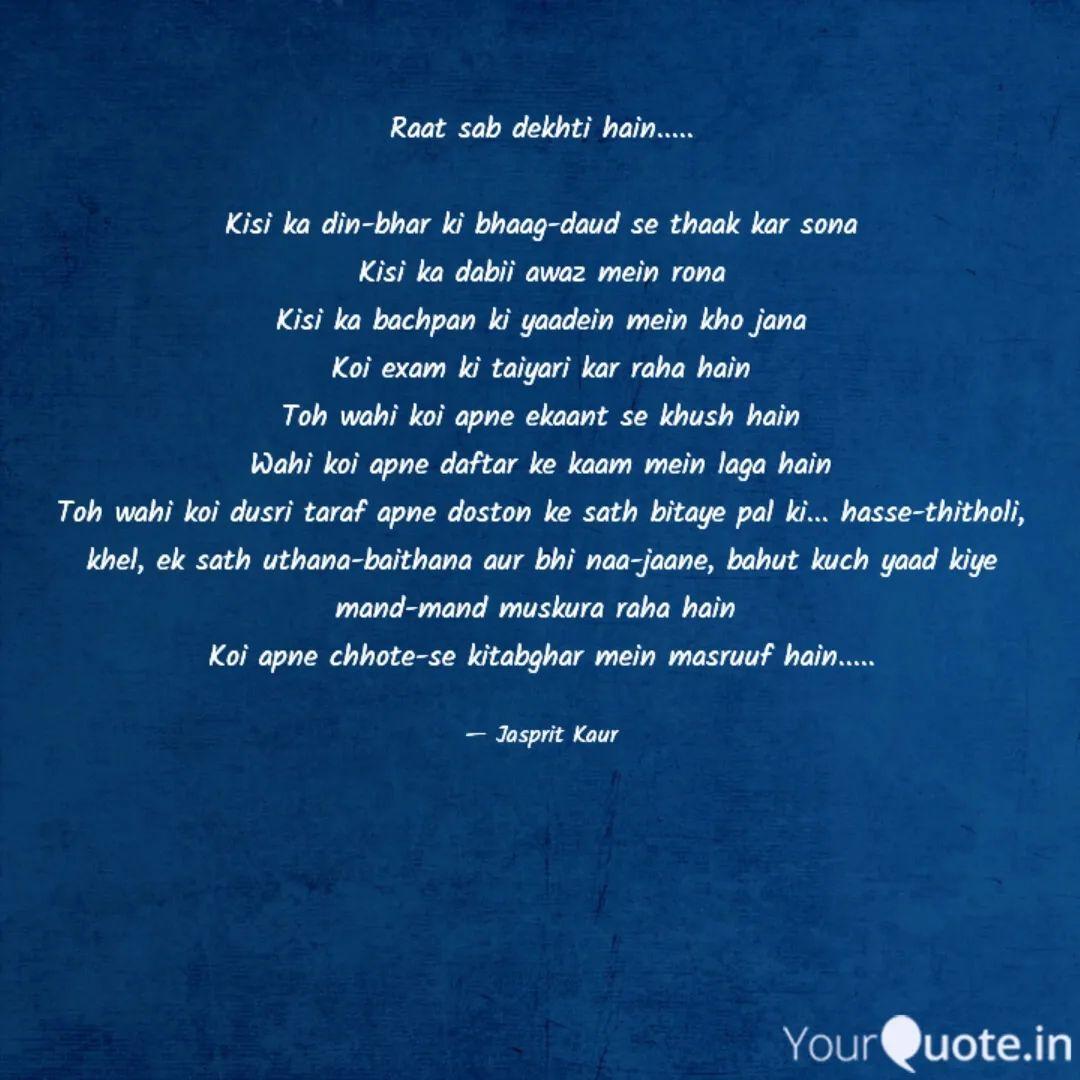 Raat sab dekhti hain.....
Kisi ka din-bhar ki bhaag-daud se thaak kar sona
Kisi ka dabii awaz mein rona
Kisi ka bachpan ki yaadein mein kho jana
Koi exam ki taiyari kar raha hain
Toh wahi koi apne ekaant se khush hain
Wahi koi apne daftar ke kaam mein laga hain
Toh wahi koi dusri taraf apne doston ke sath bitaye pal ki... hasse-thitholi,
khel, ek sath uthana-baithana aur bhi naa-jaane, bahut kuch yaad kiye
mand-mand muskura raha hain
Koi apne chhote-se kitabghar mein masruuf hain.....
— Jasprit Kaur
YourQuote.in